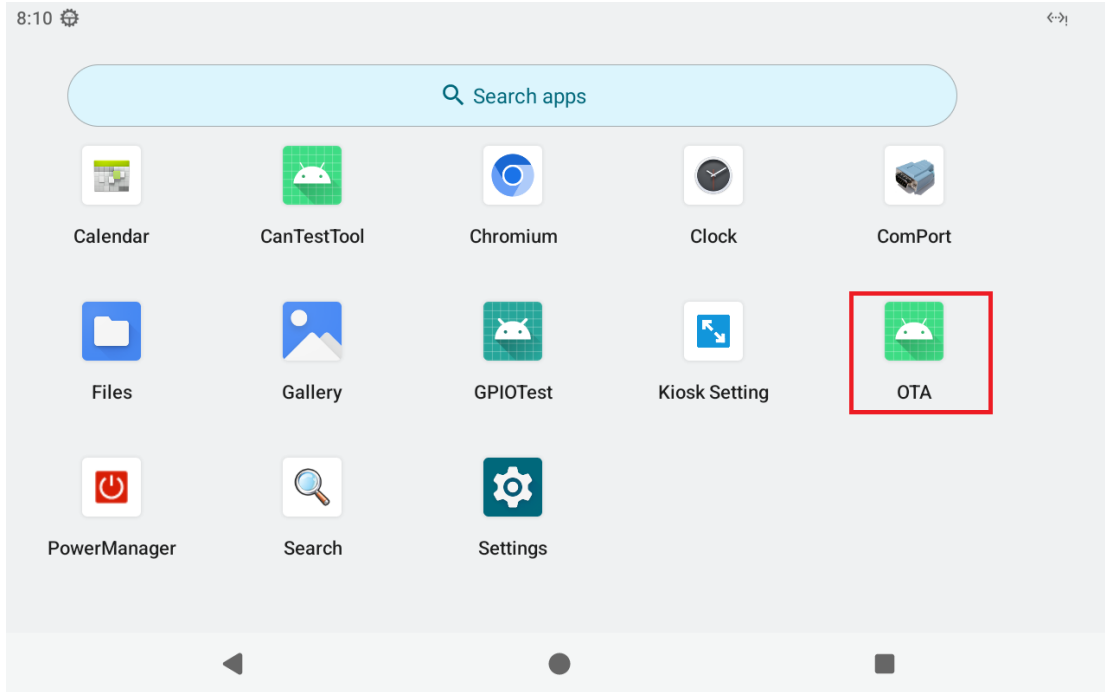 8:10
Search apps
Calendar
CanTestTool
Chromium
Clock
ComPort
Files
Gallery
GPIOTest
Kiosk Setting
OTA
PowerManager
Search
Settings